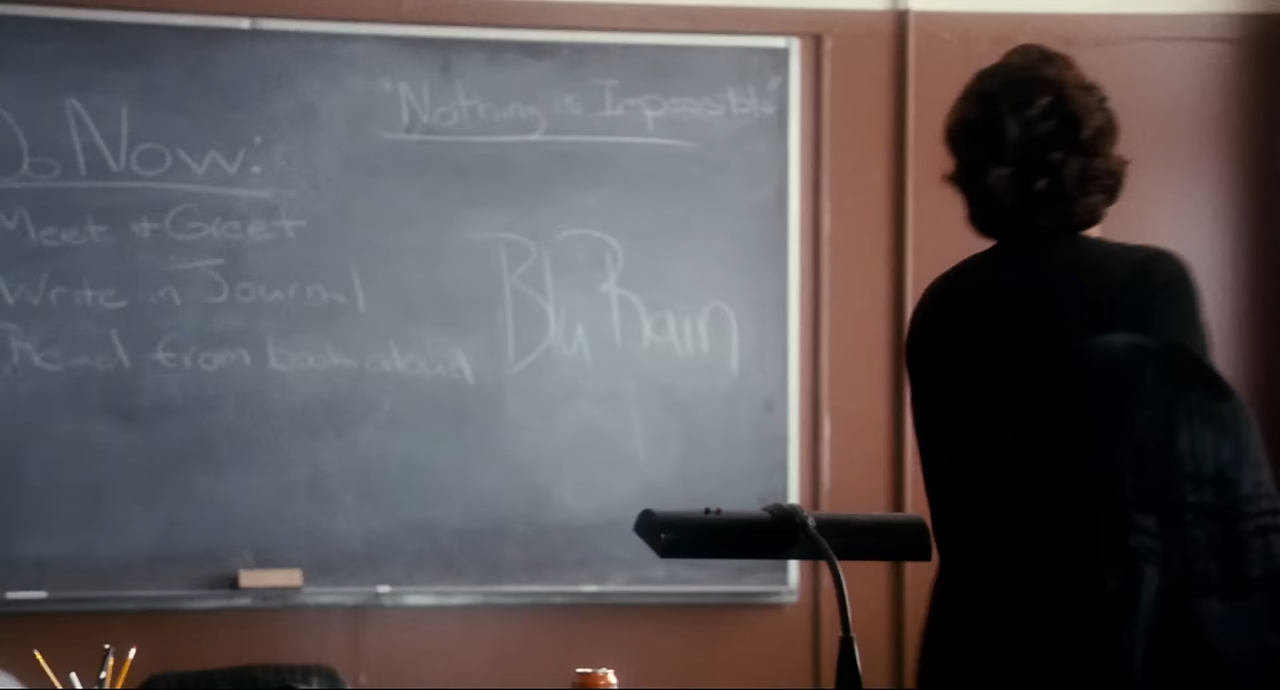 Do Now:
Meet & Greet
Write in Journal
Read from book aloud
"Nothing is Impossible"
Blu Rain